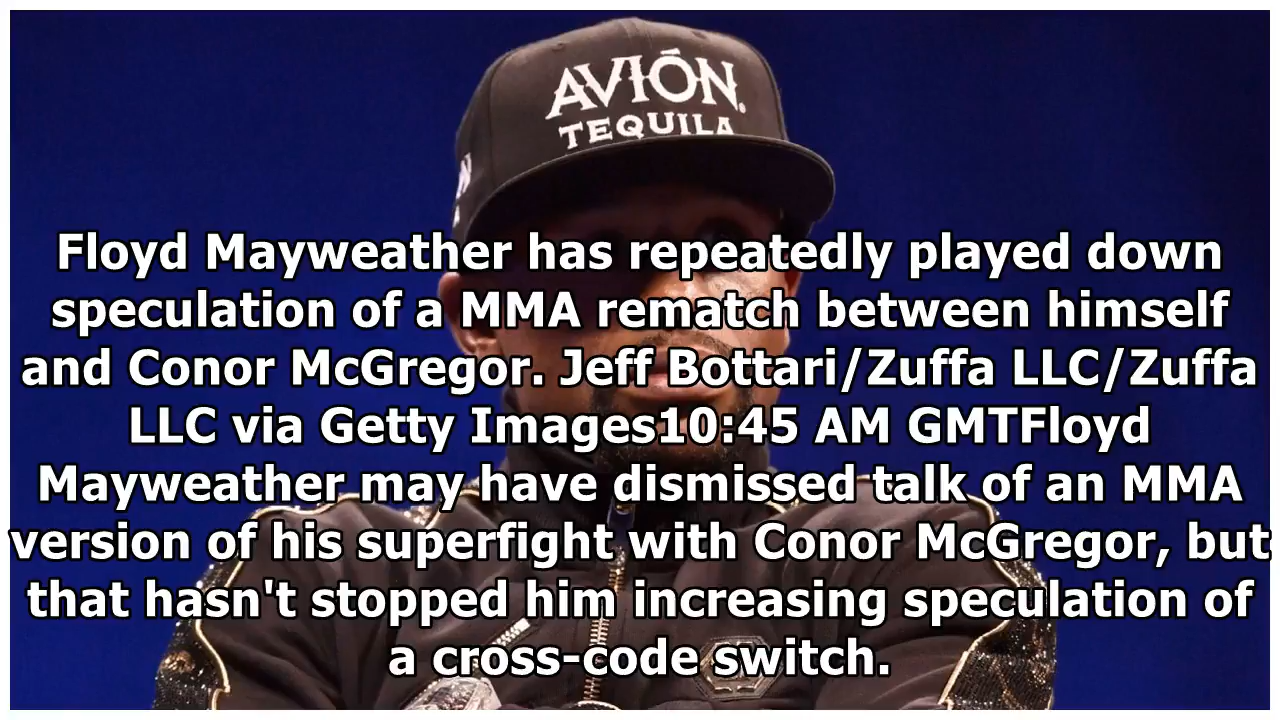 AVIÓN
TEQUILA
N
Floyd Mayweather has repeatedly played down
speculation of a MMA rematch between himself
and Conor McGregor. Jeff Bottari/Zuffa LLC/Zuffa
LLC via Getty Images10:45 AM GMTFloyd
Mayweather may have dismissed talk of an MMA
version of his superfight with Conor McGregor, but
that hasn't stopped him increasing speculation of
a cross-code switch.